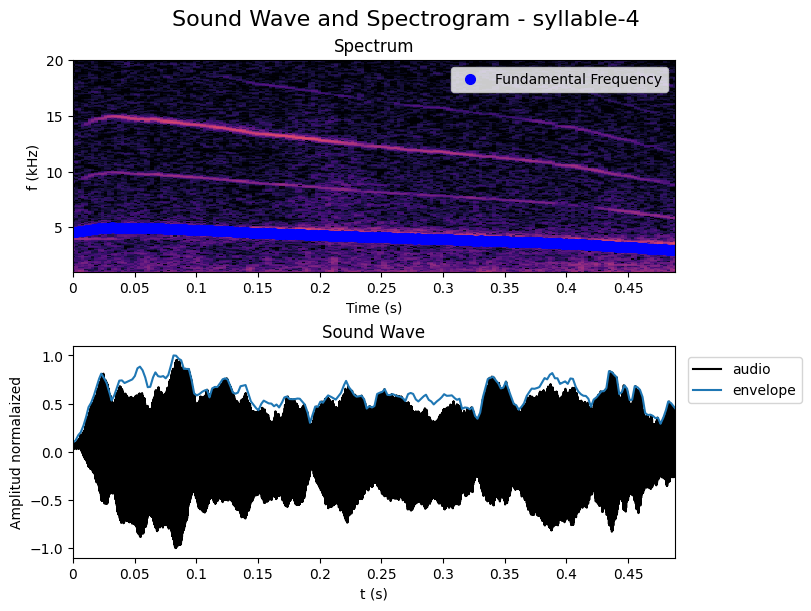 Sound Wave and Spectrogram - syllable-4
Spectrum
20
15
10
5
f (kHz)
Fundamental Frequency
0 0.05 0.1 0.15 0.2 0.25 0.3 0.35 0.4 0.45
Time (s)
Sound Wave
1.0
0.5
0.0
−0.5
−1.0
Amplitud normalaized
audio
envelope
0 0.05 0.1 0.15 0.2 0.25 0.3 0.35 0.4 0.45
t (s)